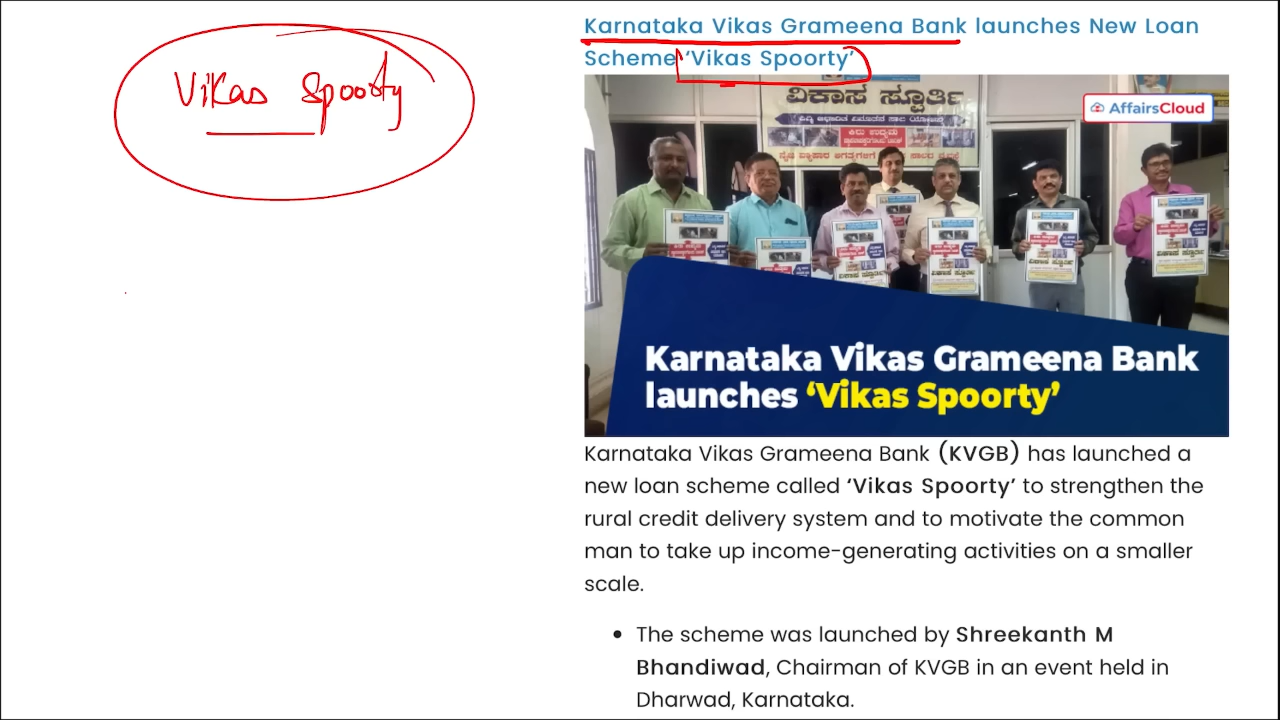 Vikas Spoorty
Karnataka Vikas Grameena Bank launches New Loan
Scheme ‘Vikas Spoorty’
ವಿಕಾಸ ಸ್ಫೂರ್ತಿ
AffairsCloud
Karnataka Vikas Grameena Bank
launches ‘Vikas Spoorty’
Karnataka Vikas Grameena Bank (KVGB) has launched a
new loan scheme called ‘Vikas Spoorty’ to strengthen the
rural credit delivery system and to motivate the common
man to take up income-generating activities on a smaller
scale.
• The scheme was launched by Shreekanth M
Bhandiwad, Chairman of KVGB in an event held in
Dharwad, Karnataka.